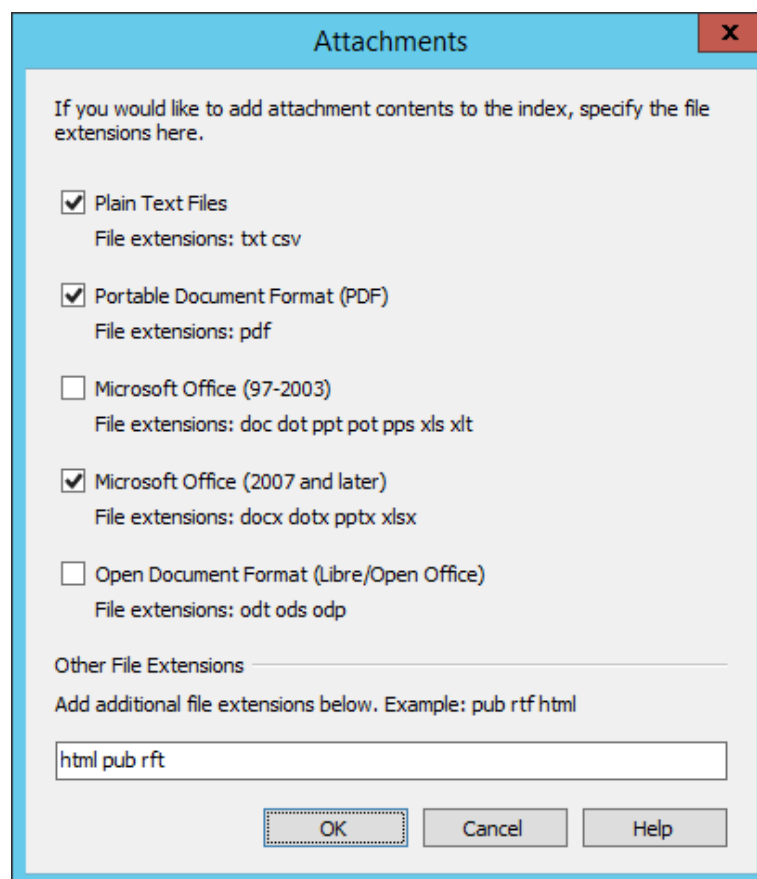 Attachments
X
If you would like to add attachment contents to the index, specify the file
extensions here.
Plain Text Files
File extensions: txt csv
Portable Document Format (PDF)
File extensions: pdf
Microsoft Office (97-2003)
File extensions: doc dot ppt pot pps xls xlt
Microsoft Office (2007 and later)
File extensions: docx dotx pptx xlsx
Open Document Format (Libre/Open Office)
File extensions: odt ods odp
Other File Extensions
Add additional file extensions below. Example: pub rtf html
html pub rft
OK Cancel Help